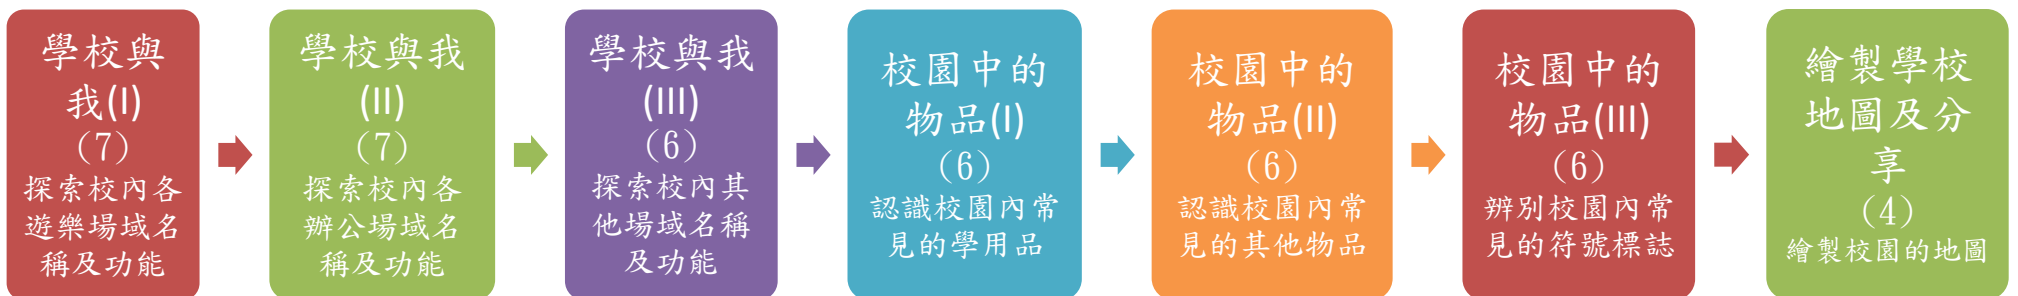 學校與
我(I)
（7）
探索校內各
遊樂場域名
稱及功能
學校與我
(II)
（7）
探索校內各
辦公場域名
稱及功能
學校與我
(III)
（6）
探索校內其
他場域名稱
及功能
校園中的
物品(I)
（6）
認識校園內常
見的學用品
校園中的
物品(II)
（6）
認識校園內常
見的其他物品
校園中的
物品(III)
（6）
辨別校園內常
見的符號標誌
繪製學校
地圖及分
享
（4）
繪製校園的地圖